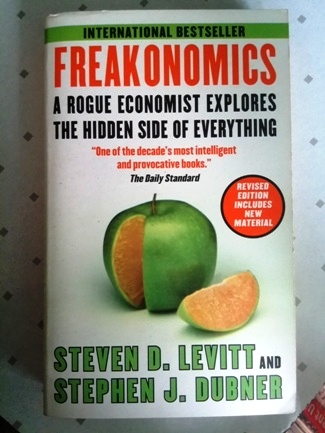 INTERNATIONAL BESTSELLER
FREAKONOMICS
A ROGUE ECONOMIST EXPLORES
THE HIDDEN SIDE OF EVERYTHING
"One of the decade's most intelligent
and provocative books."
The Daily Standard
REVISED
EDITION
INCLUDES
NEW
MATERIAL
STEVEN D. LEVITT AND
STEPHEN J. DUBNER